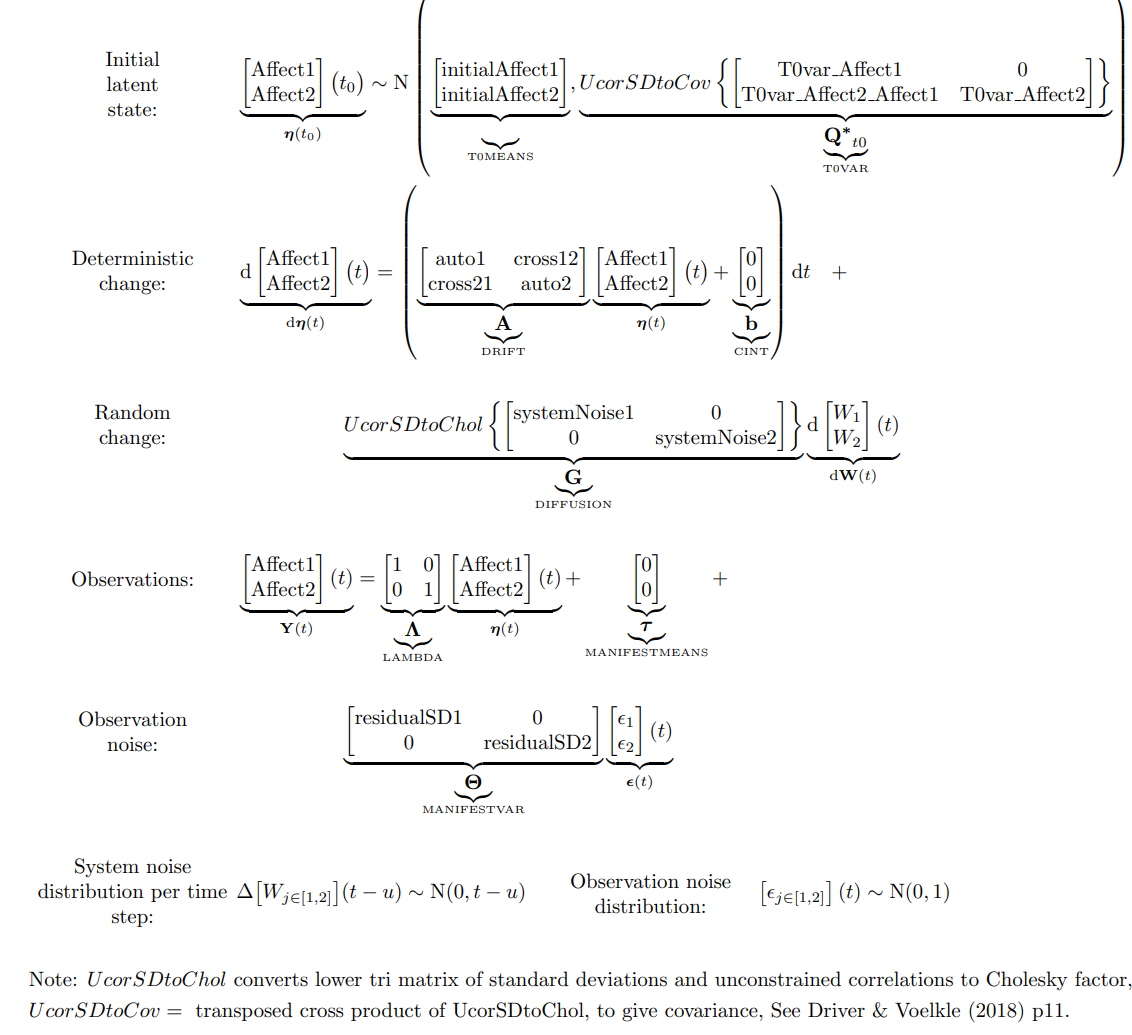 Initial latent state: [Affect1 Affect2] (t₀) ∼ N ( [initialAffect1 initialAffect2] , UcorSDtoCov { [T0var_Affect1 0 T0var_Affect2_Affect1 T0var_Affect2] } )
η(t₀)
T0MEANS
Q*ₜ₀
T0VAR
Deterministic change: d [Affect1 Affect2] (t) = ( [auto1 cross12 cross21 auto2] [Affect1 Affect2] (t) + [0 0] ) dt +
dη(t)
A
DRIFT
η(t)
b
CINT
Random change: UcorSDtoChol { [systemNoise1 0 0 systemNoise2] } d [W₁ W₂] (t)
G
DIFFUSION
dW(t)
Observations: [Affect1 Affect2] (t) = [1 0 0 1] [Affect1 Affect2] (t) + [0 0] +
Y(t)
Λ
LAMBDA
η(t)
τ
MANIFESTMEANS
Observation noise: [residualSD1 0 0 residualSD2] [ϵ₁ ϵ₂] (t)
Θ
MANIFESTVAR
ϵ(t)
System noise
distribution per time
step:
Δ[W_{j∈[1,2]}](t − u) ∼ N(0, t − u)
Observation noise
distribution:
[ϵ_{j∈[1,2]}] (t) ∼ N(0, 1)
Note: UcorSDtoChol converts lower tri matrix of standard deviations and unconstrained correlations to Cholesky factor,
UcorSDtoCov = transposed cross product of UcorSDtoChol, to give covariance, See Driver & Voelkle (2018) p11.